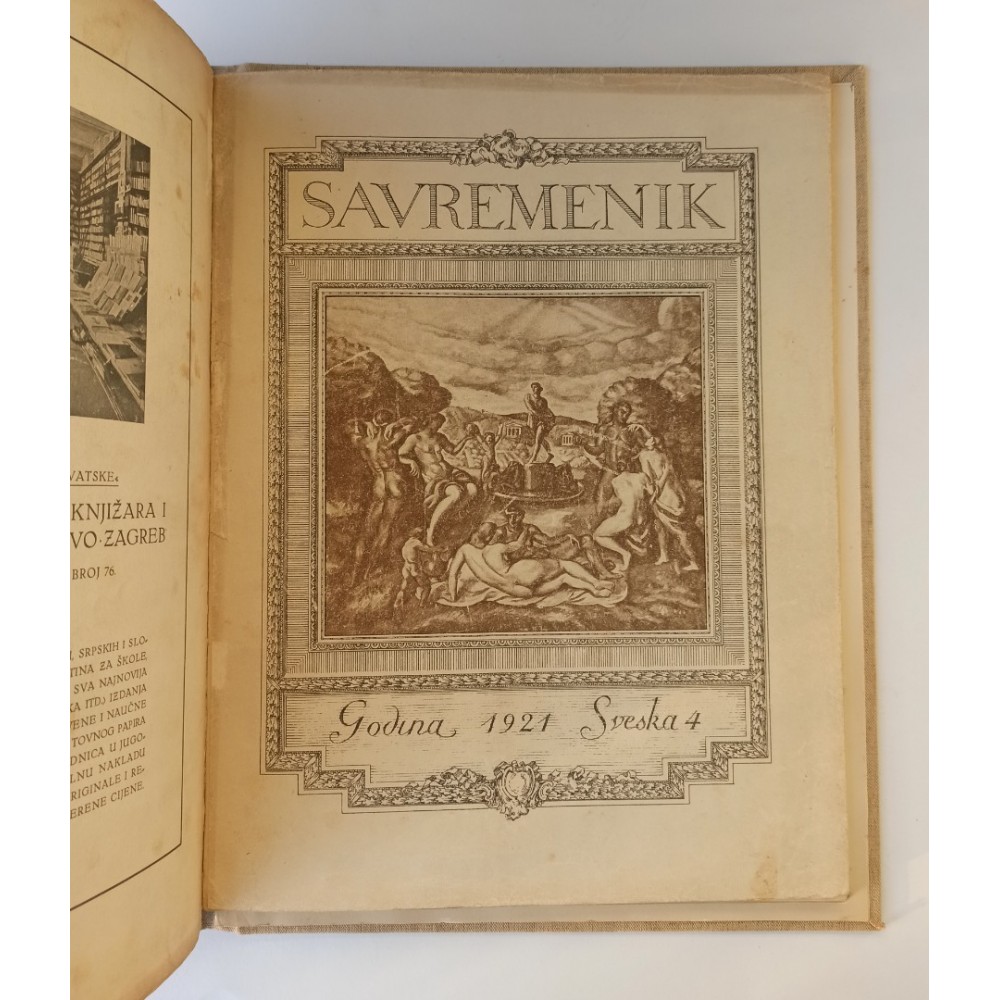 VATSKE.
KNJIŽARA I
VO·ZAGREB
BROJ 76.
I, SRPSKIH I SLO-
TINA ZA ŠKOLE,
SVA NAJNOVIJA
KA ITD.) IZDANJA
VENE I NAUČNE
TOVNOG PAPIRA
EDNICA U JUGO-
LNU NAKLADU
RIGINALE I RE-
ERENE CIJENE.
SAVREMENIK
Godina 1921 Sveska 4